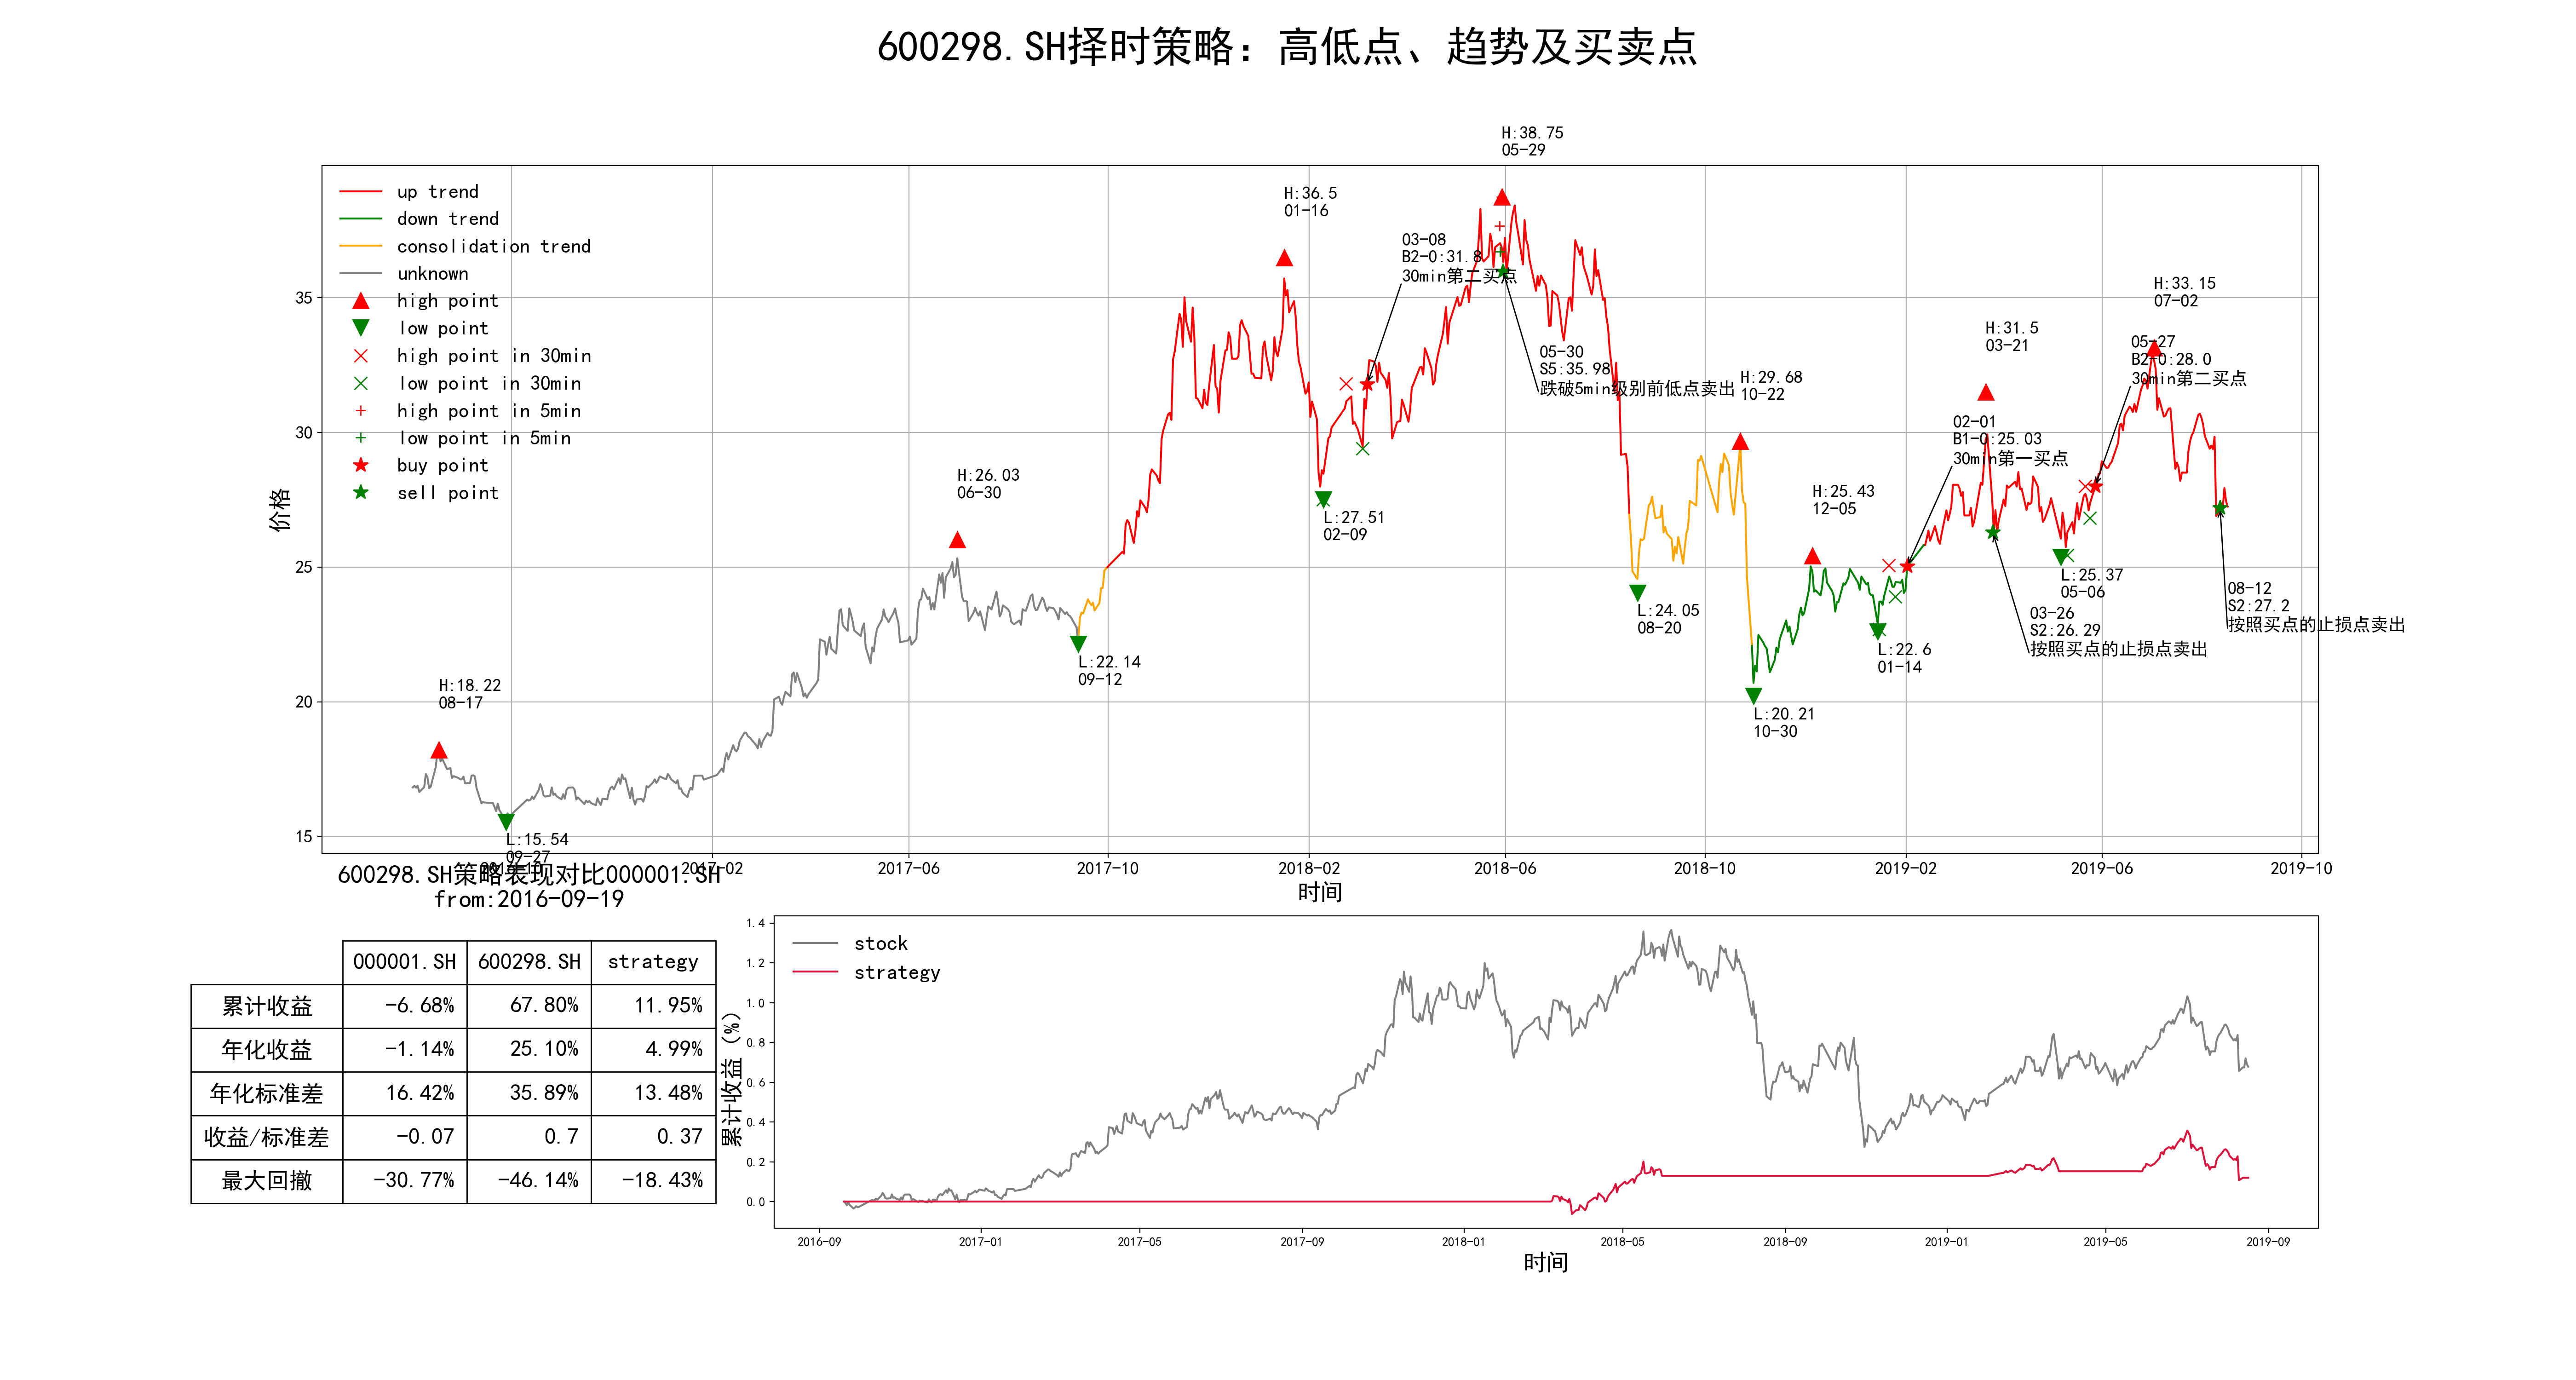 600298.SH择时策略：高低点、趋势及买卖点
up trend
down trend
consolidation trend
unknown
high point
low point
high point in 30min
low point in 30min
high point in 5min
low point in 5min
buy point
sell point
价格
35
30
25
20
15
H:18.22
08-17
L:15.54
09-27
H:26.03
06-30
L:22.14
09-12
H:36.5
01-16
L:27.51
02-09
03-08
B2-0:31.8
30min第二买点
H:38.75
05-29
05-30
S5:35.98
跌破5min级别前低点卖出
L:24.05
08-20
H:29.68
10-22
L:20.21
10-30
H:25.43
12-05
L:22.6
01-14
02-01
B1-0:25.03
30min第一买点
H:31.5
03-21
03-26
S2:26.29
按照买点的止损点卖出
L:25.37
05-06
05-27
B2-0:28.0
30min第二买点
H:33.15
07-02
08-12
S2:27.2
按照买点的止损点卖出
2017-02
2017-06
2017-10
2018-02
2018-06
2018-10
2019-02
2019-06
2019-10
时间
600298.SH策略表现对比000001.SH
from:2016-09-19
000001.SH 600298.SH strategy
累计收益 -6.68% 67.80% 11.95%
年化收益 -1.14% 25.10% 4.99%
年化标准差 16.42% 35.89% 13.48%
收益/标准差 -0.07 0.7 0.37
最大回撤 -30.77% -46.14% -18.43%
累计收益（%）
1.4
1.2
1.0
0.8
0.6
0.4
0.2
0.0
stock
strategy
2016-09
2017-01
2017-05
2017-09
2018-01
2018-05
2018-09
2019-01
2019-05
2019-09
时间